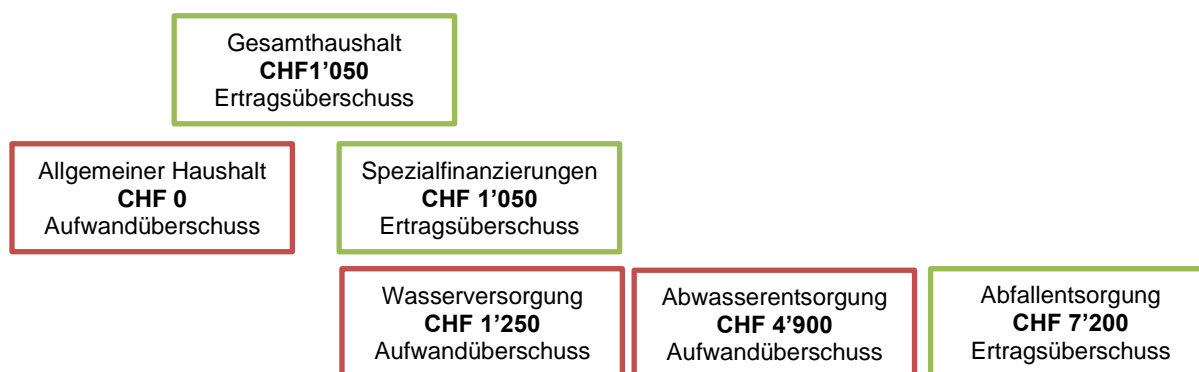 Gesamthaushalt
CHF1’050
Ertragsüberschuss
Allgemeiner Haushalt
CHF 0
Aufwandüberschuss
Spezialfinanzierungen
CHF 1’050
Ertragsüberschuss
Wasserversorgung
CHF 1’250
Aufwandüberschuss
Abwasserentsorgung
CHF 4’900
Aufwandüberschuss
Abfallentsorgung
CHF 7’200
Ertragsüberschuss